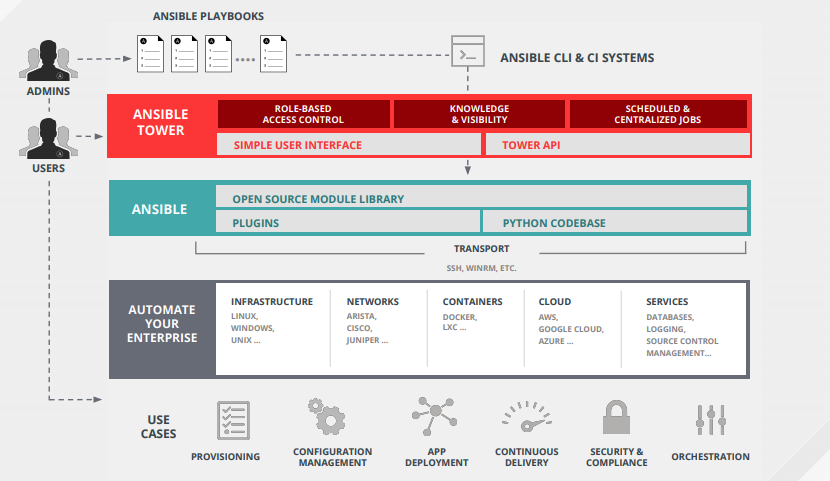 ANSIBLE PLAYBOOKS
ANSIBLE CLI & CI SYSTEMS
ADMINS
USERS
ANSIBLE
TOWER
ROLE-BASED
ACCESS CONTROL
KNOWLEDGE
& VISIBILITY
SCHEDULED &
CENTRALIZED JOBS
SIMPLE USER INTERFACE
TOWER API
ANSIBLE
OPEN SOURCE MODULE LIBRARY
PLUGINS
PYTHON CODEBASE
TRANSPORT
SSH, WINRM, ETC.
AUTOMATE
YOUR
ENTERPRISE
INFRASTRUCTURE
LINUX,
WINDOWS,
UNIX ...
NETWORKS
ARISTA,
CISCO,
JUNIPER ...
CONTAINERS
DOCKER,
LXC ...
CLOUD
AWS,
GOOGLE CLOUD,
AZURE ...
SERVICES
DATABASES,
LOGGING,
SOURCE CONTROL
MANAGEMENT...
USE
CASES
PROVISIONING
CONFIGURATION
MANAGEMENT
APP
DEPLOYMENT
CONTINUOUS
DELIVERY
SECURITY &
COMPLIANCE
ORCHESTRATION